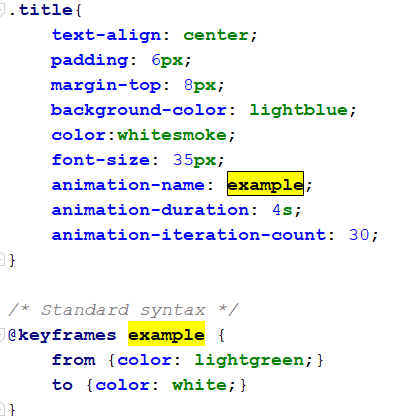 .title{
text-align: center;
padding: 6px;
margin-top: 8px;
background-color: lightblue;
color:whitesmoke;
font-size: 35px;
animation-name: example;
animation-duration: 4s;
animation-iteration-count: 30;
}
/* Standard syntax */
@keyframes example {
from {color: lightgreen;}
to {color: white;}
}